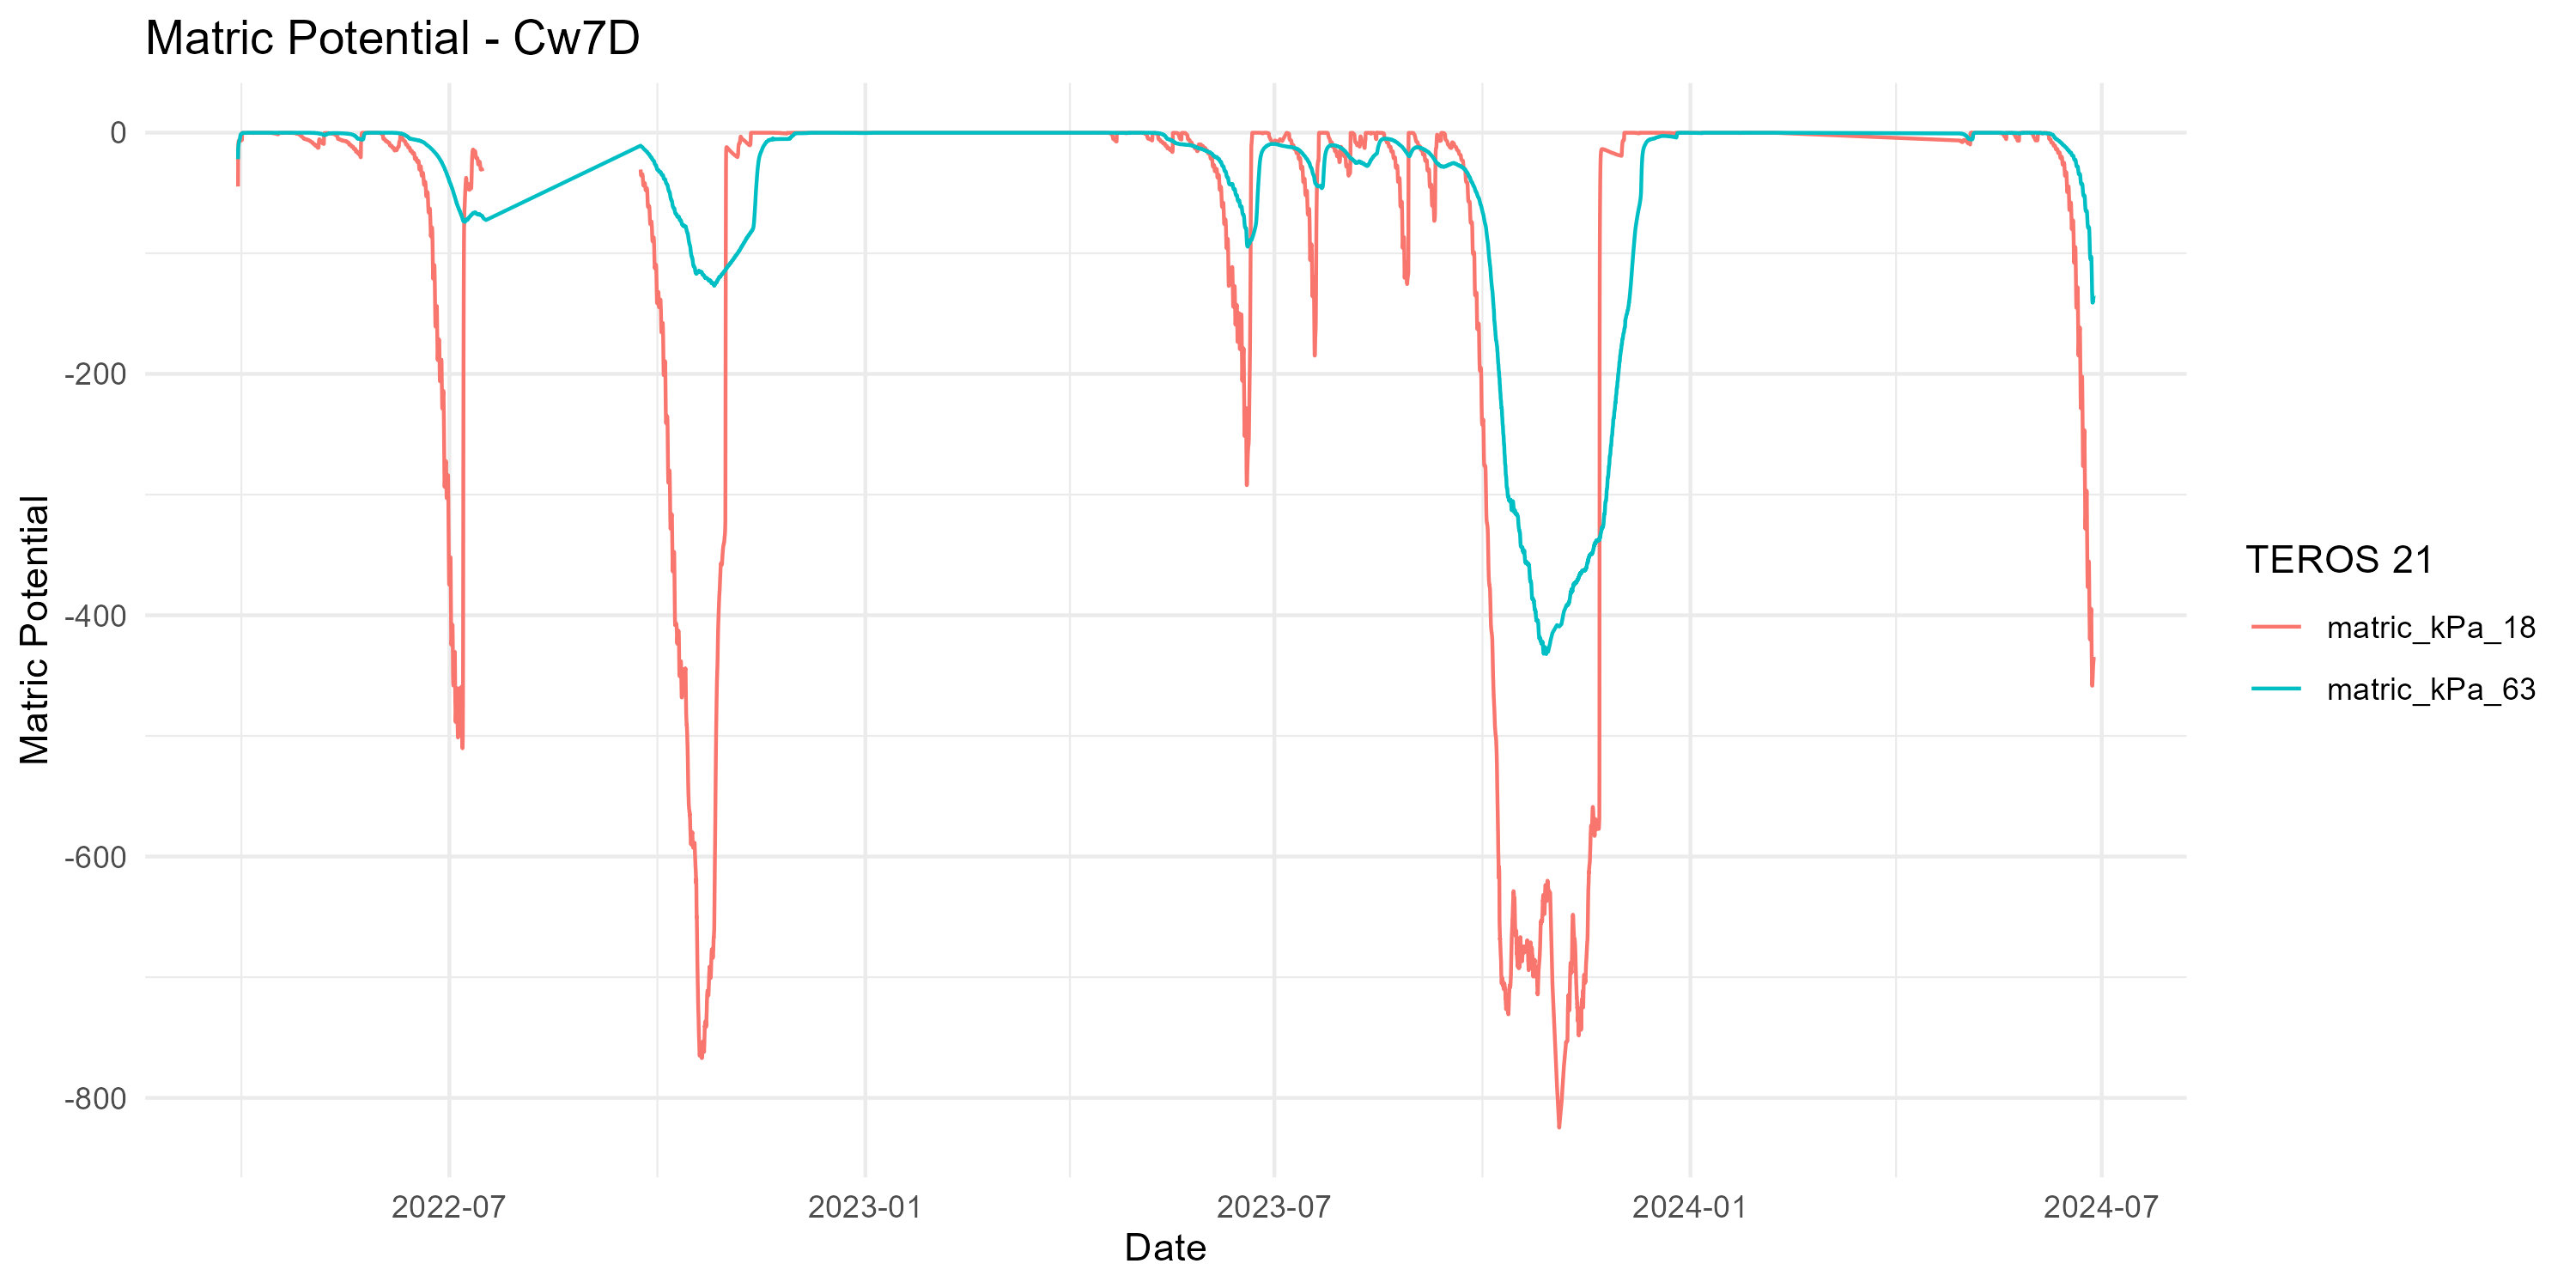 Matric Potential - Cw7D
Matric Potential
0
-200
-400
-600
-800
2022-07
2023-01
2023-07
2024-01
2024-07
Date
TEROS 21
matric_kPa_18
matric_kPa_63